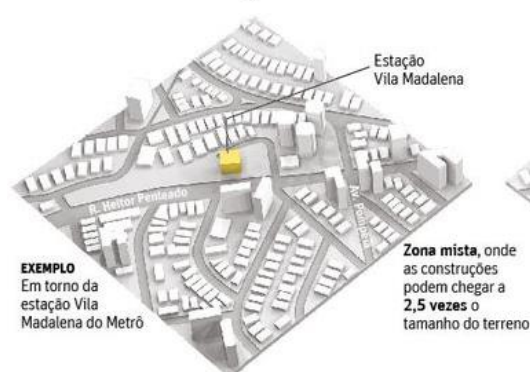 Estação
Vila Madalena
R. Heitor Penteado
Av. Pompeia
EXEMPLO
Em torno da
estação Vila
Madalena do Metrô
Zona mista, onde
as construções
podem chegar a
2,5 vezes o
tamanho do terreno